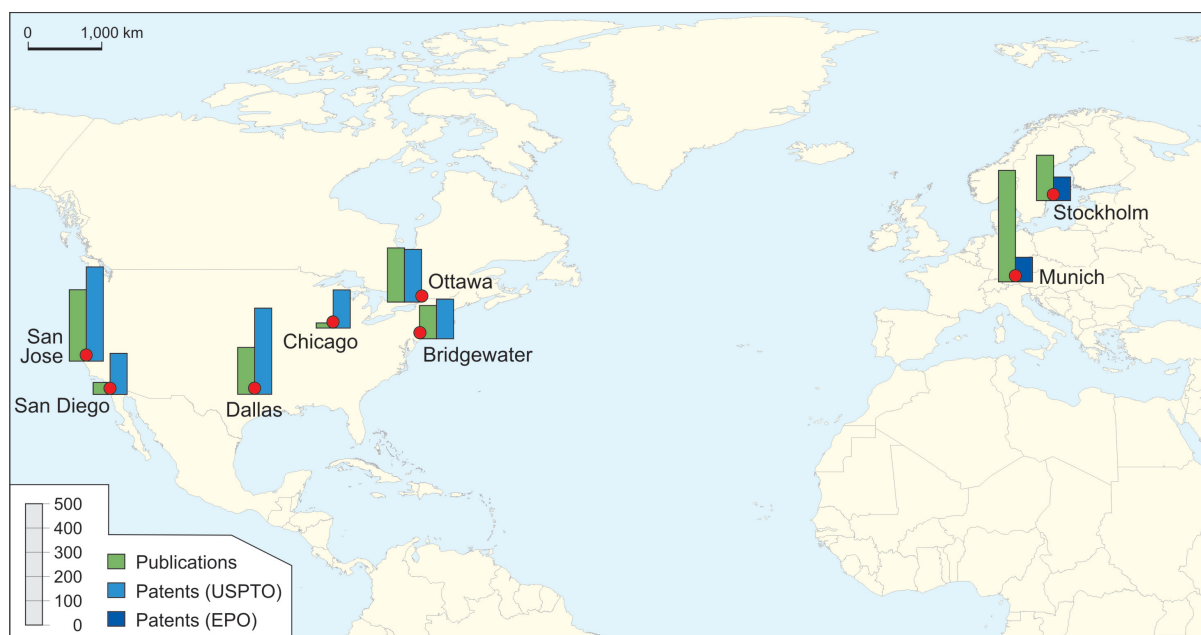 0 1,000 km
Stockholm
Munich
Ottawa
San
Jose
Chicago
Bridgewater
San Diego
Dallas
500
400
300
200
100
0
Publications
Patents (USPTO)
Patents (EPO)